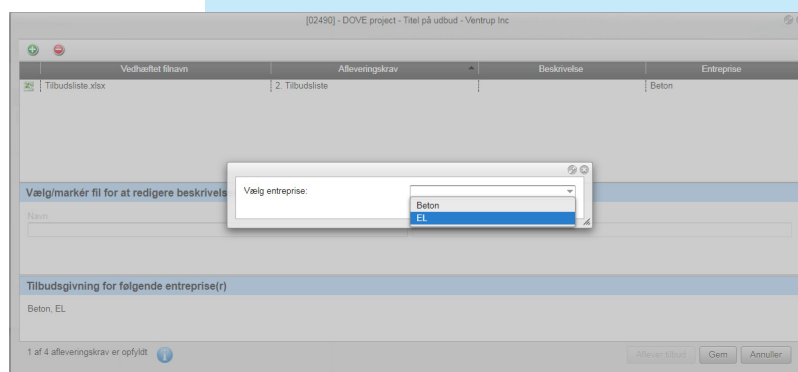 [02490] - DOVE project - Titel på udbud - Ventrup Inc
Vedhæftet filnavn Afleveringskrav Beskrivelse Entreprise
Tilbudsliste.xlsx 2. Tilbudsliste Beton
Vælg entreprise:
Beton
EL
Vælg/markér fil for at redigere
Navn
Tilbudsgivning for følgende entreprise(r)
Beton, EL
1 af 4 afleveringskrav er opfyldt
Aflever tilbud Gem Annuller